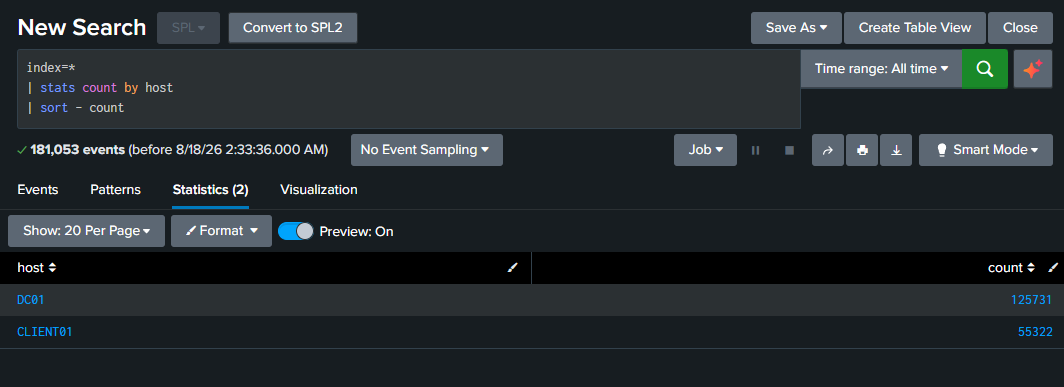 New Search SPL Convert to SPL2 Save As Create Table View Close
index=*
| stats count by host
| sort - count
Time range: All time
181,053 events (before 8/18/26 2:33:36.000 AM) No Event Sampling Job Smart Mode
Events Patterns Statistics (2) Visualization
Show: 20 Per Page Format Preview: On
host count
DC01 125731
CLIENT01 55322